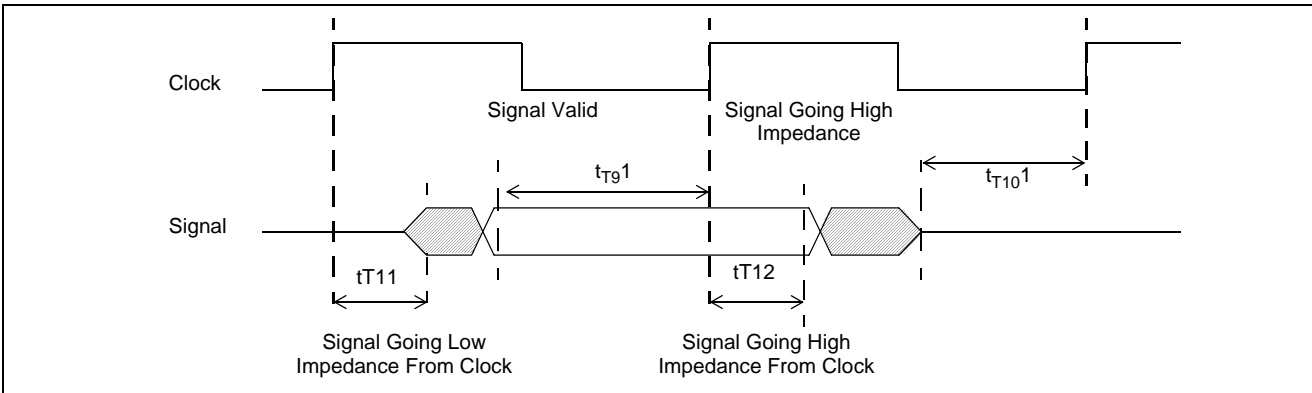 Clock
Signal Valid
Signal Going High
Impedance
tT91
tT101
Signal
tT11
tT12
Signal Going Low
Impedance From Clock
Signal Going High
Impedance From Clock